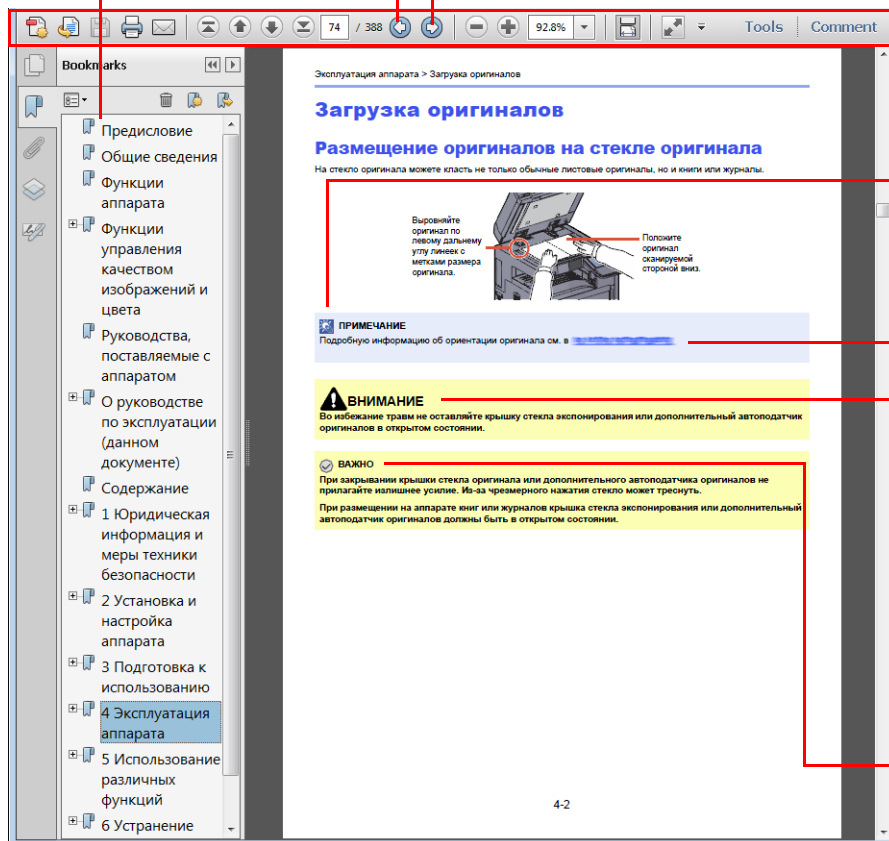 74 / 388
92.8%
Tools
Comment
Bookmarks
Предисловие
Общие сведения
Функции
аппарата
Функции
управления
качеством
изображений и
цвета
Руководства,
поставляемые с
аппаратом
О руководстве
по эксплуатации
(данном
документе)
Содержание
1 Юридическая
информация и
меры техники
безопасности
2 Установка и
настройка
аппарата
3 Подготовка к
использованию
4 Эксплуатация
аппарата
5 Использование
различных
функций
6 Устранение
Эксплуатация аппарата > Загрузка оригиналов
Загрузка оригиналов
Размещение оригиналов на стекле оригинала
На стекло оригинала можете класть не только обычные листовые оригиналы, но и книги или журналы.
Выровняйте
оригинал по
левому дальнему
углу линеек с
метками размера
оригинала.
Положите
оригинал
сканируемой
стороной вниз.
ПРИМЕЧАНИЕ
Подробную информацию об ориентации оригинала см. в
ВНИМАНИЕ
Во избежание травм не оставляйте крышку стекла экспонирования или дополнительный автоподатчик
оригиналов в открытом состоянии.
ВАЖНО
При закрывании крышки стекла оригинала или дополнительного автоподатчика оригиналов не
прилагайте излишнее усилие. Из-за чрезмерного нажатия стекло может треснуть.
При размещении на аппарате книг или журналов крышка стекла экспонирования или дополнительный
автоподатчик оригиналов должны быть в открытом состоянии.
4-2